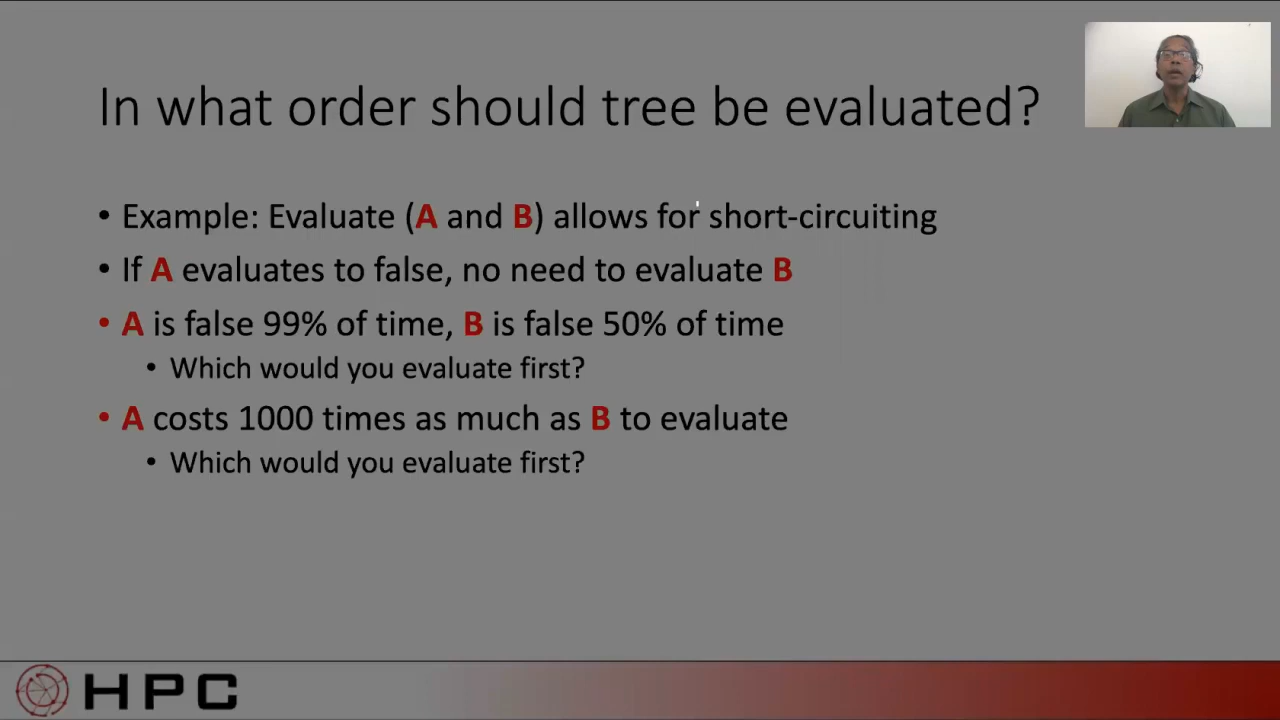 In what order should tree be evaluated?
• Example: Evaluate (A and B) allows for short-circuiting
• If A evaluates to false, no need to evaluate B
• A is false 99% of time, B is false 50% of time
• Which would you evaluate first?
• A costs 1000 times as much as B to evaluate
• Which would you evaluate first?
HPC